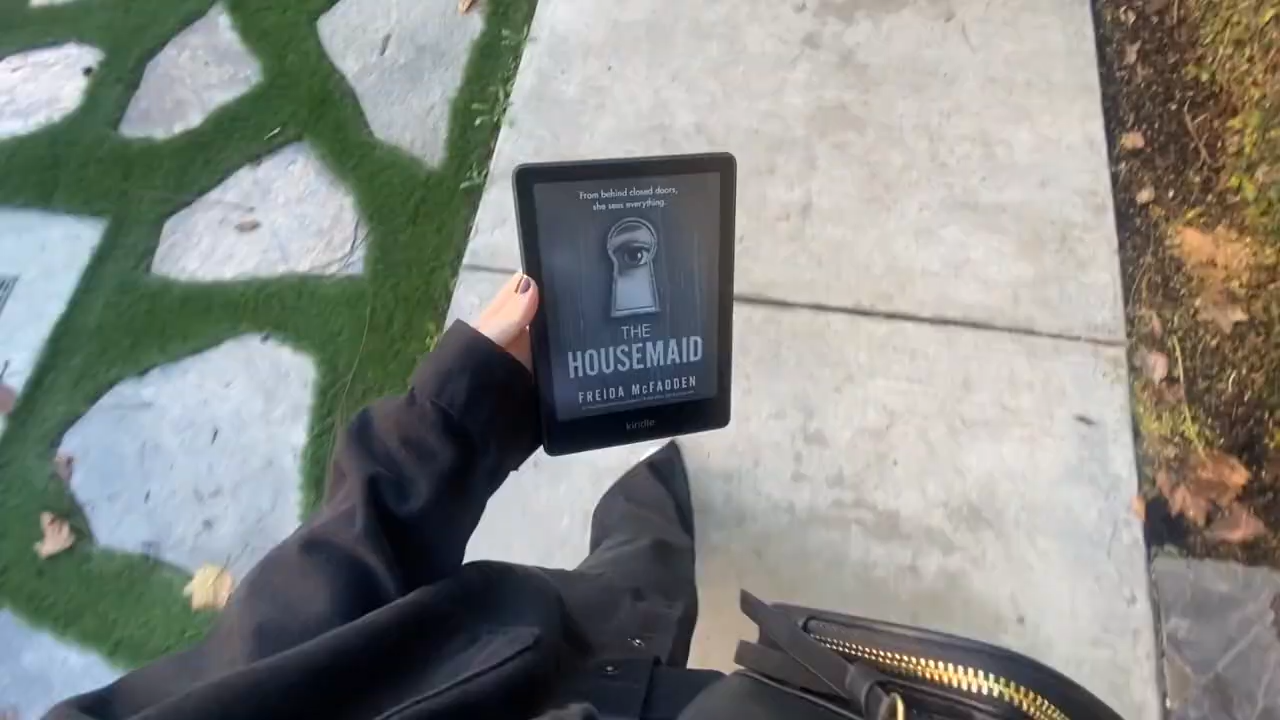 From behind closed doors,
she sees everything.
THE
HOUSEMAID
FREIDA McFADDEN
kindle